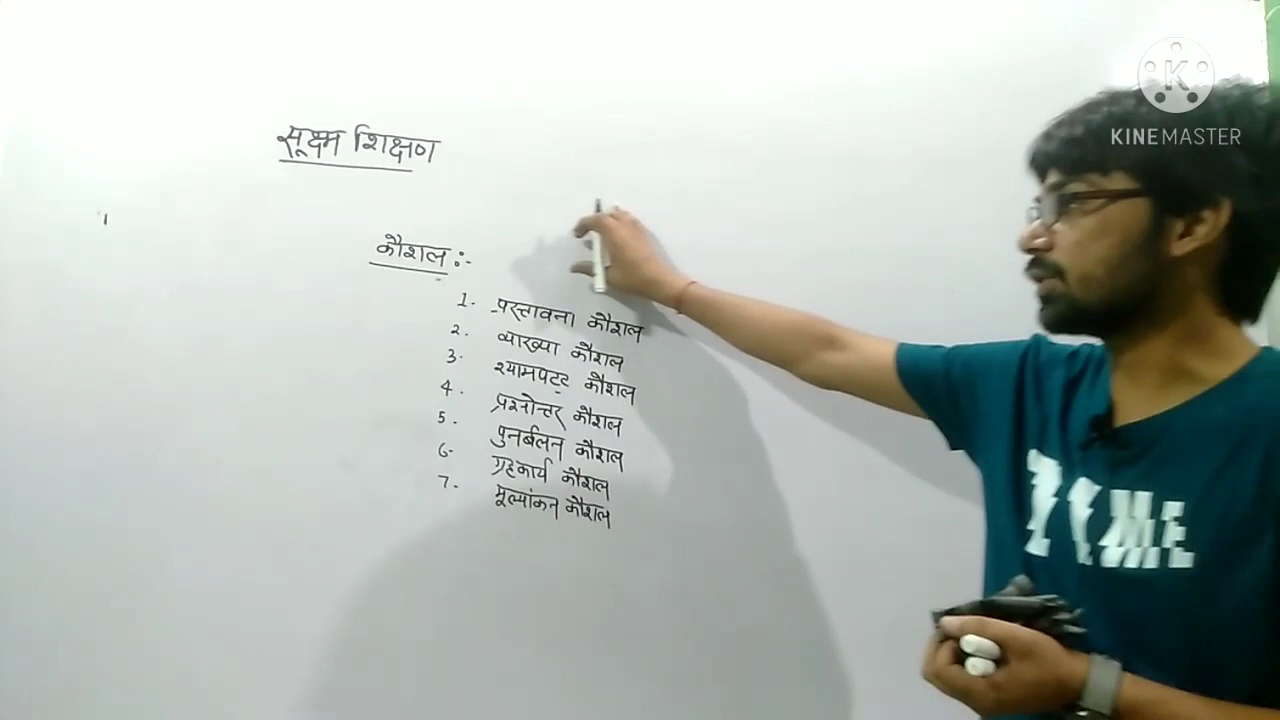 सूक्ष्म शिक्षण
कौशल :-
1. प्रस्तावना कौशल
2. व्याख्या कौशल
3. श्यामपट्ट कौशल
4. प्रश्नोत्तर कौशल
5. पुनर्बलन कौशल
6. ग्रहकार्य कौशल
7. मूल्यांकन कौशल
K
KINEMASTER